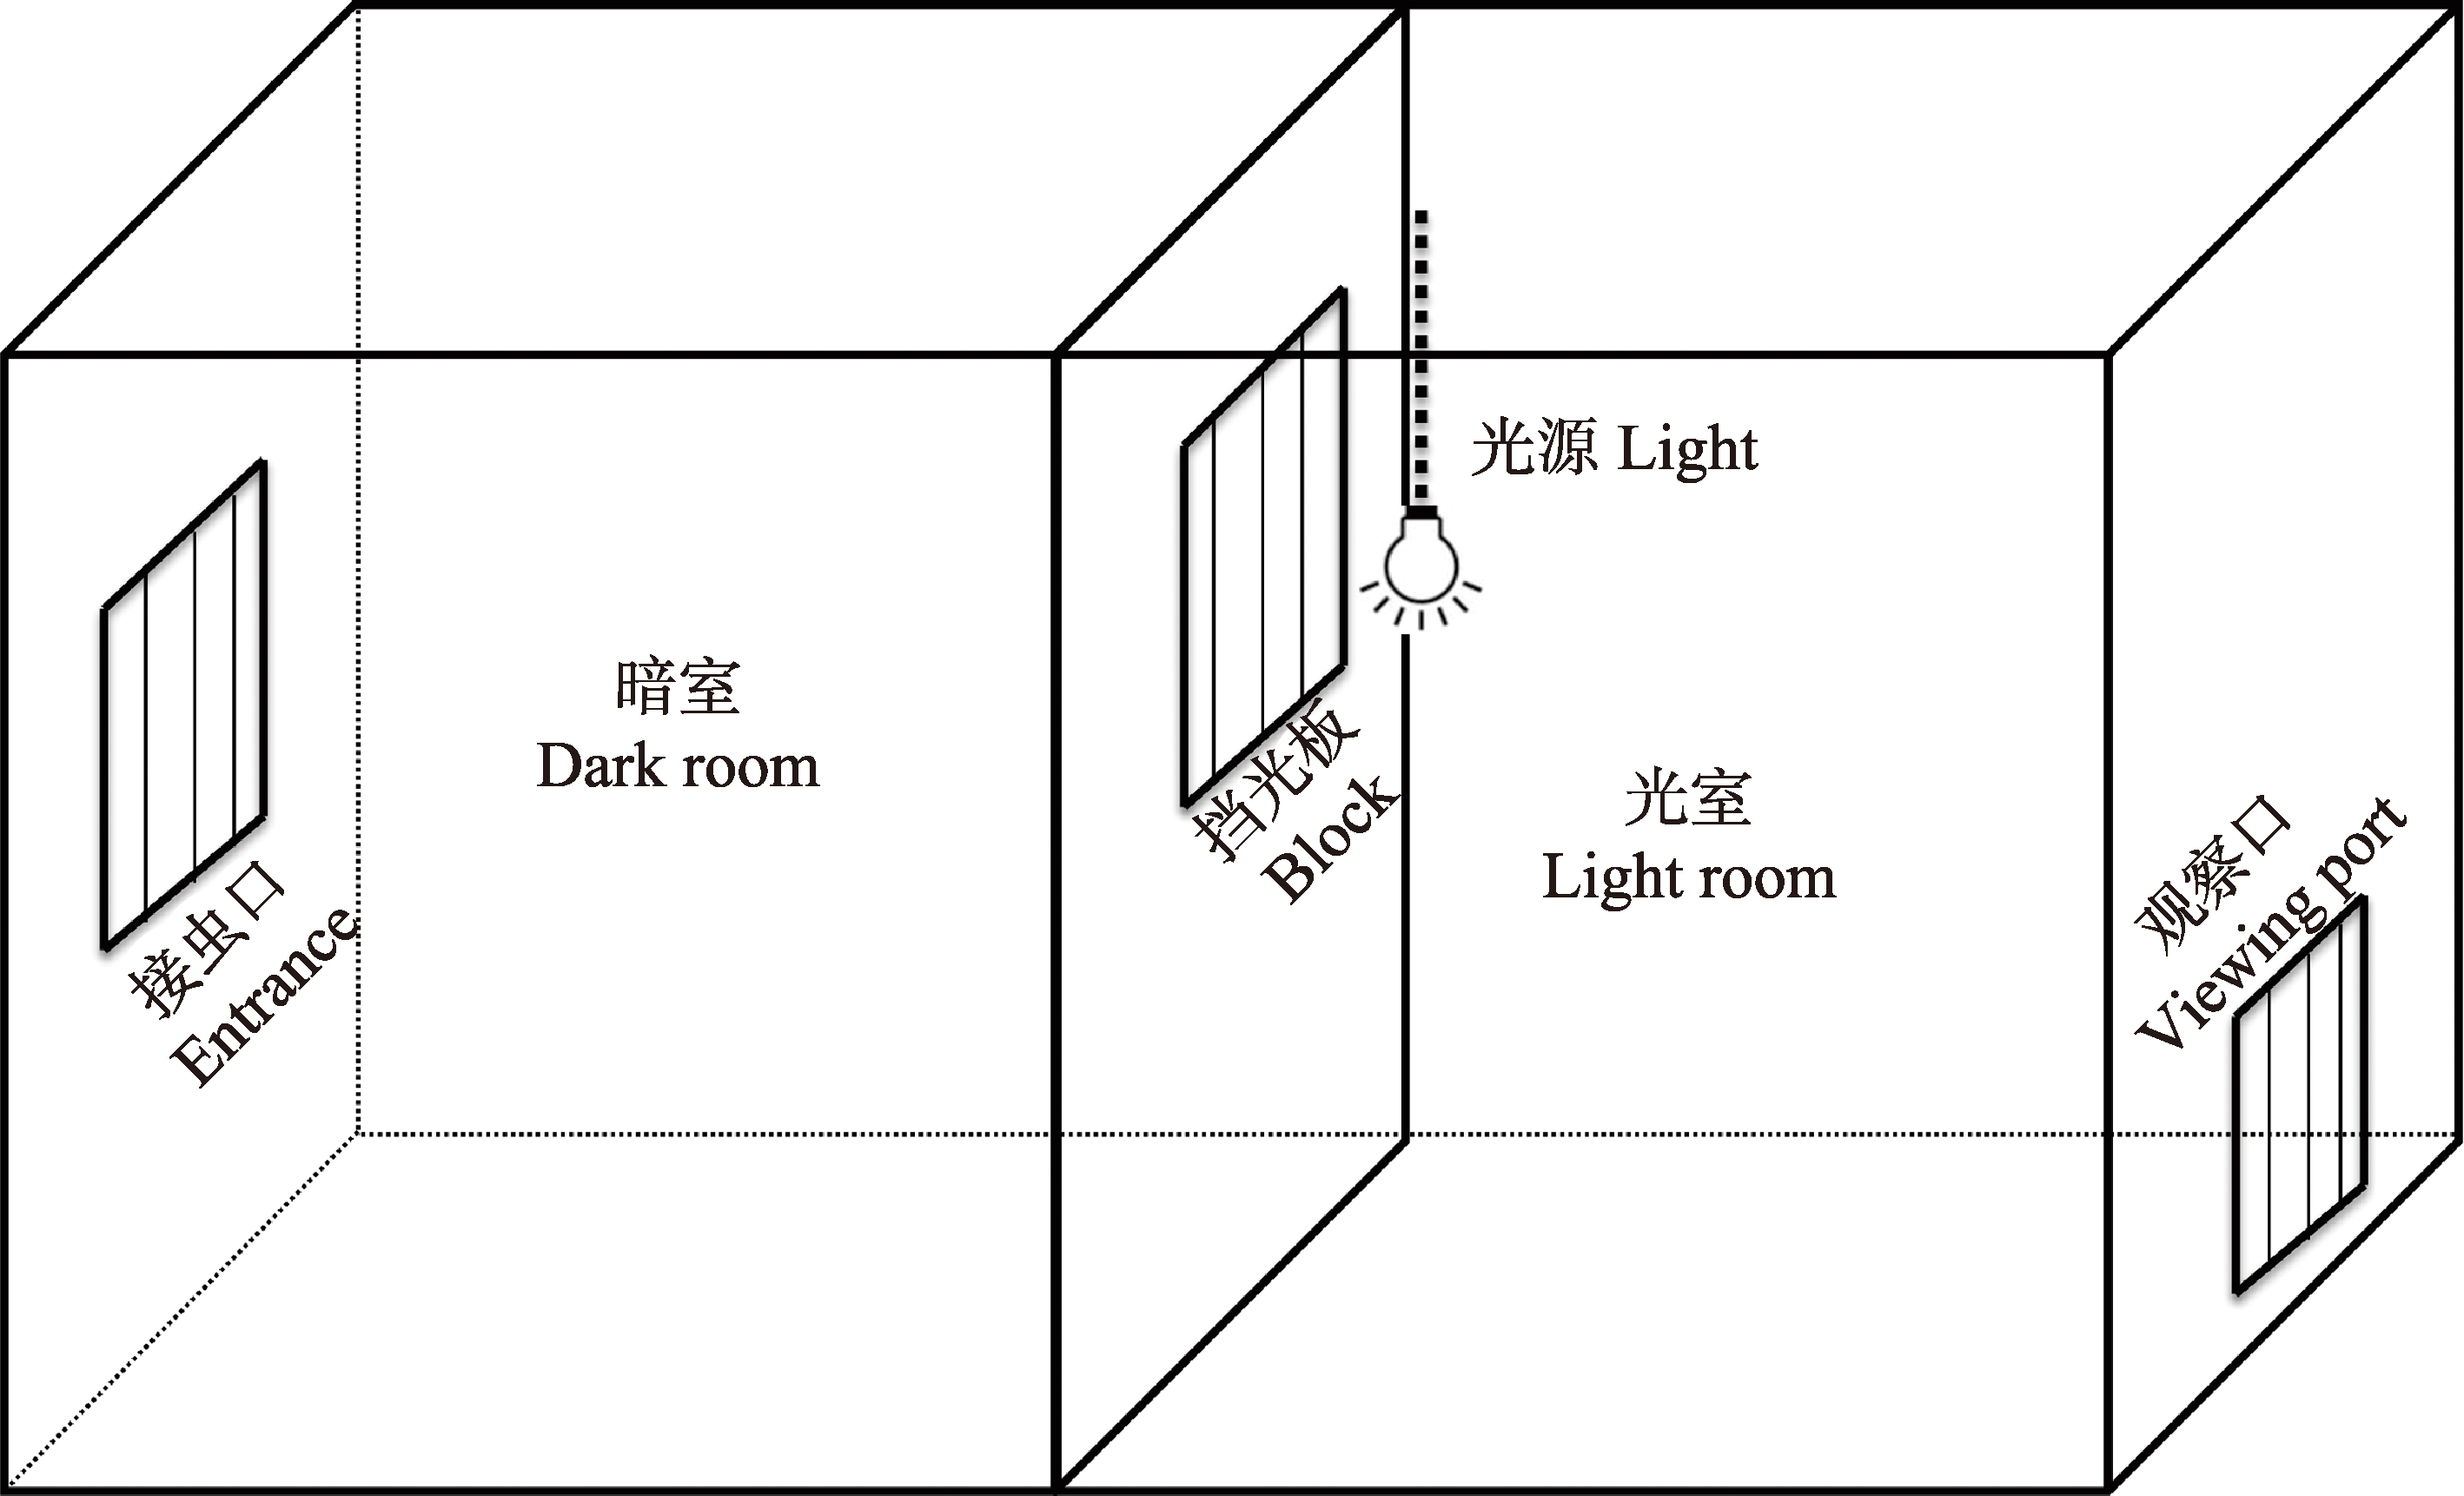 光源 Light
暗室
Dark room
挡光板
Block
光室
Light room
接虫口
Entrance
观察口
Viewing port